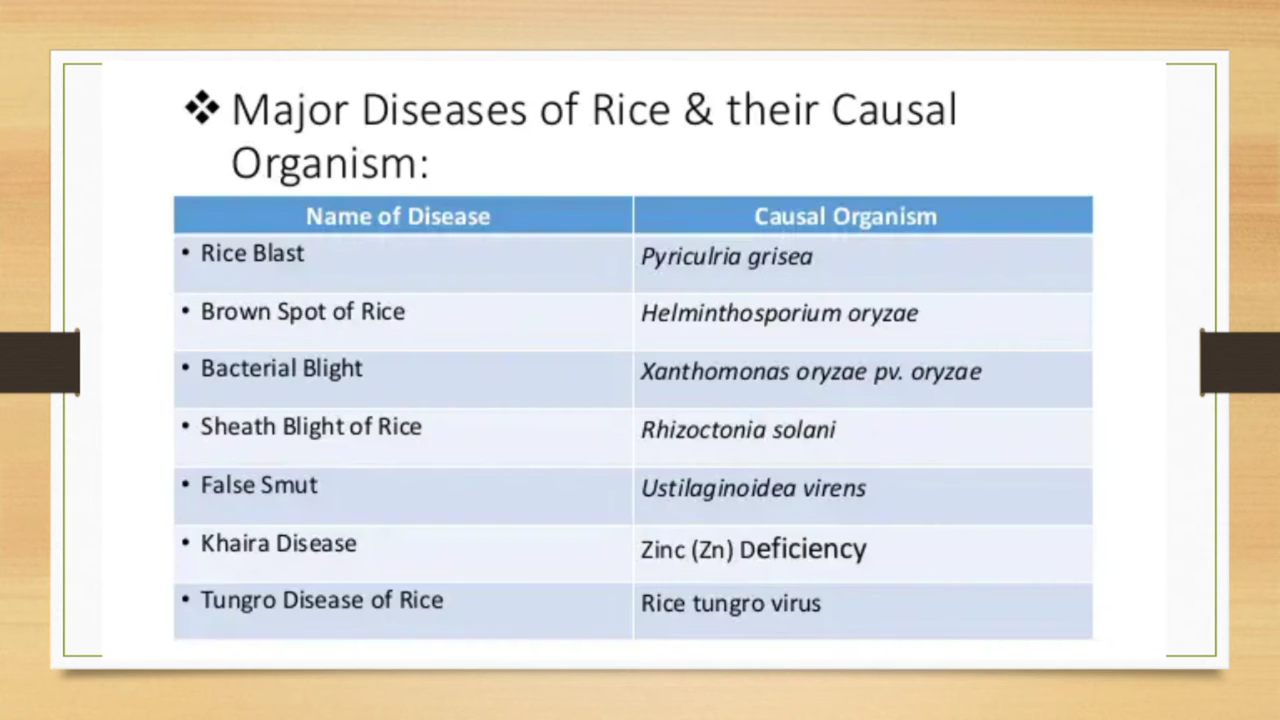 ❖ Major Diseases of Rice & their Causal
Organism:
Name of Disease Causal Organism
• Rice Blast Pyriculria grisea
• Brown Spot of Rice Helminthosporium oryzae
• Bacterial Blight Xanthomonas oryzae pv. oryzae
• Sheath Blight of Rice Rhizoctonia solani
• False Smut Ustilaginoidea virens
• Khaira Disease Zinc (Zn) Deficiency
• Tungro Disease of Rice Rice tungro virus